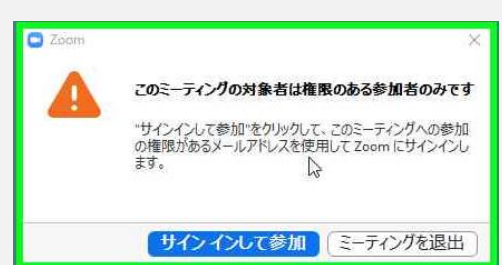 Zoom
このミーティングの対象者は権限のある参加者のみです
"サインインして参加"をクリックして、このミーティングへの参加
の権限があるメールアドレスを使用して Zoom にサインインし
ます。
サイン インして参加 ミーティングを退出